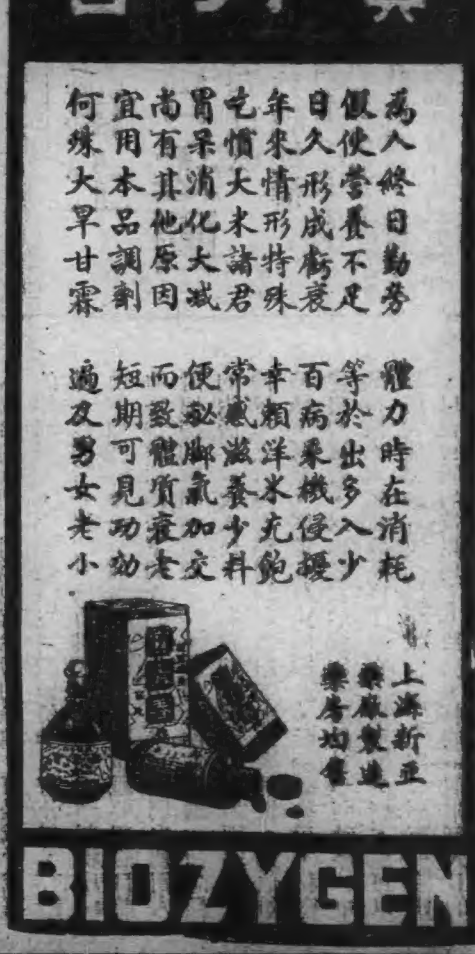 為人終日勤勞 體力時在消耗
假使營養不足 等於出多入少
日久形成虧衰 百病乘機侵擾
年來情形特殊 幸賴洋米充飽
吃慣大米諸君 常感滋養少料
胃呆消化大減 便秘脚氣加交
尚有其他原因 而致體質衰老
宜用本品調劑 短期可見功効
何殊大旱甘霖 遍及男女老小
上海新亞
藥廠製造
藥房均售
BIOZYGEN